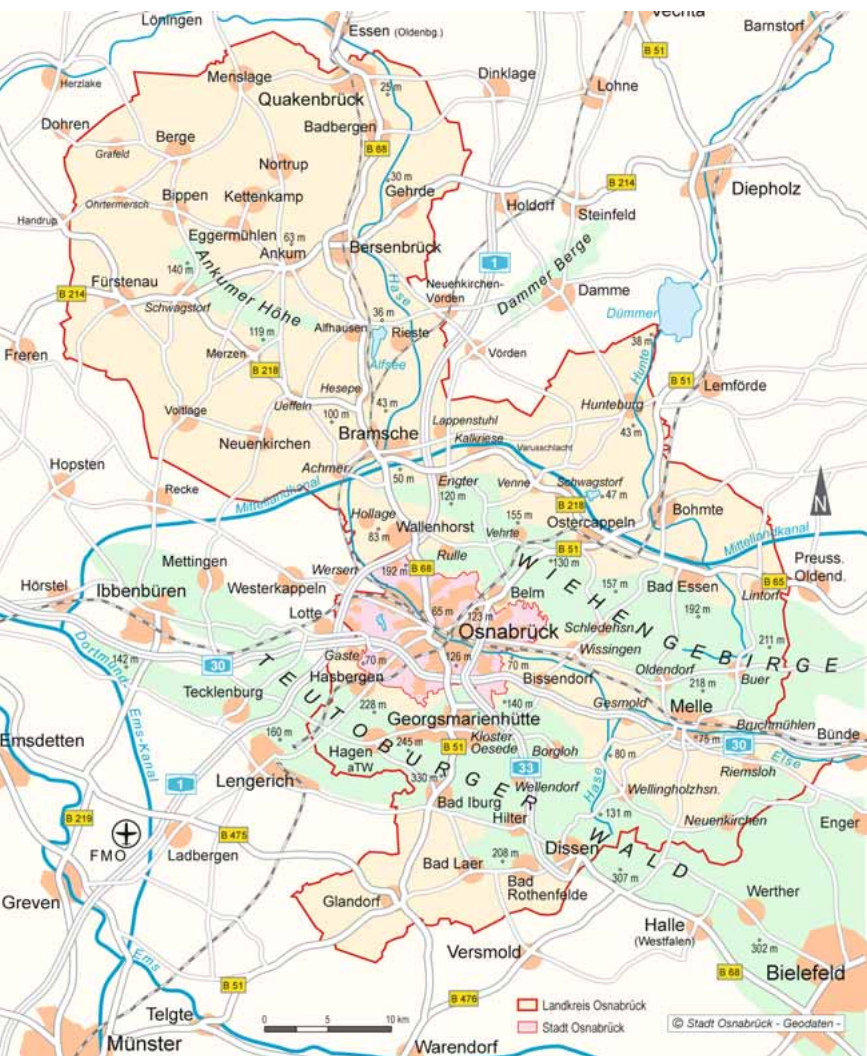 Löningen
Essen (Oldenbg.)
Vechta
B 51
Barnstorf
Herzlake
Menslage
25 m
Dinklage
Lohne
Quakenbrück
Badbergen
Dohren
Berge
B 68
Grafeld
Nortrup
30 m
B 214
Diepholz
Ohrtermersch
Bippen
Kettenkamp
Gehrde
Holdorf
Steinfeld
Handrup
Eggermühlen
63 m
Ankum
Bersenbrück
1
140 m
Ankumer Höhe
Hase
Dammer Berge
B 214
Fürstenau
Neuenkirchen-
Vörden
Damme
Schwagstorf
36 m
Dümmer
119 m
Alfhausen
Rieste
38 m
Freren
Merzen
Alfsee
Vörden
Hunte
B 218
B 51
Lemförde
Hesepe
43 m
Hunteburg
Voltlage
Ueffeln
100 m
Lappenstuhl
43 m
Neuenkirchen
Bramsche
Kalkriese
Varusschlacht
Hopsten
Achmer
50 m
Engter
Venne
Schwagstorf
47 m
Recke
Mittellandkanal
120 m
B 218
Bohmte
N
Hollage
83 m
Wallenhorst
155 m
Vehrte
Ostercappeln
Mittellandkanal
Mettingen
Rulle
B 51
Preuss.
Oldend.
Hörstel
Ibbenbüren
Westerkappeln
Wersen
192 m
B 68
130 m
Bad Essen
B 65
Lintorf
WIEHENGEBIRGE
157 m
Belm
192 m
Lotte
65 m
123 m
Osnabrück
Schledehsn.
Dortmund
Ems-Kanal
142 m
30
TEUTOBURGER WALD
Gaste
70 m
126 m
70 m
Wissingen
211 m
Hasbergen
Bissendorf
Oldendorf
Buer
218 m
Tecklenburg
228 m
140 m
Gesmold
Melle
Georgsmarienhütte
Bruchmühlen
Bünde
Emsdetten
160 m
Hagen
aTW
245 m
B 51
Kloster
Oesede
Borgloh
80 m
75 m
30
Else
Lengerich
330 m
33
Wellendorf
Hase
Riemsloh
1
Wellingholzhsn.
Bad Iburg
Hilter
131 m
Neuenkirchen
Enger
B 219
FMO
Ladbergen
B 475
Dissen
208 m
Bad Laer
Bad
Rothenfelde
307 m
Werther
Greven
Glandorf
Halle
(Westfalen)
302 m
Versmold
Bielefeld
Ems
B 51
B 476
B 68
Telgte
0 5 10 km
Landkreis Osnabrück
Stadt Osnabrück
© Stadt Osnabrück - Geodaten -
Münster
Warendorf